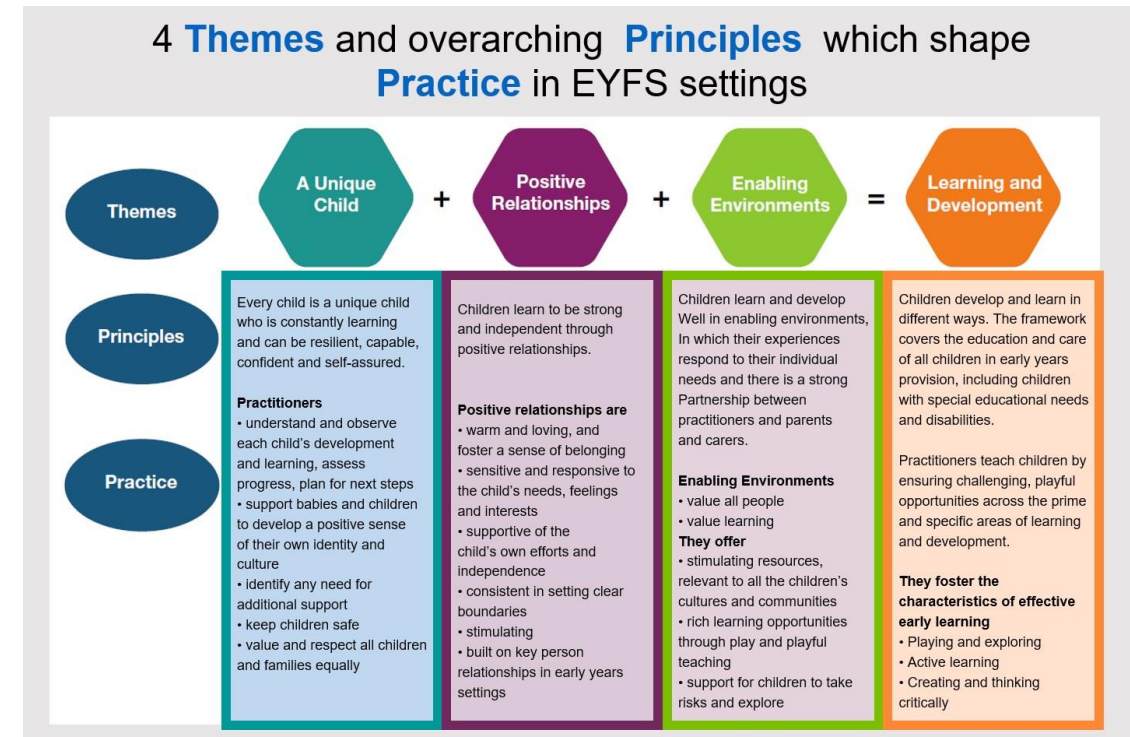 4 Themes and overarching Principles which shape
Practice in EYFS settings
Themes
A Unique
Child
+
Positive
Relationships
+
Enabling
Environments
=
Learning and
Development
Principles
Every child is a unique child
who is constantly learning
and can be resilient, capable,
confident and self-assured.
Children learn to be strong
and independent through
positive relationships.
Children learn and develop
Well in enabling environments,
In which their experiences
respond to their individual
needs and there is a strong
Partnership between
practitioners and parents
and carers.
Children develop and learn in
different ways. The framework
covers the education and care
of all children in early years
provision, including children
with special educational needs
and disabilities.
Practice
Practitioners
• understand and observe
each child's development
and learning, assess
progress, plan for next steps
• support babies and children
to develop a positive sense
of their own identity and
culture
• identify any need for
additional support
• keep children safe
• value and respect all children
and families equally
Positive relationships are
• warm and loving, and
foster a sense of belonging
• sensitive and responsive to
the child's needs, feelings
and interests
• supportive of the
child's own efforts and
independence
• consistent in setting clear
boundaries
• stimulating
• built on key person
relationships in early years
settings
Enabling Environments
• value all people
• value learning
They offer
• stimulating resources,
relevant to all the children's
cultures and communities
• rich learning opportunities
through play and playful
teaching
• support for children to take
risks and explore
Practitioners teach children by
ensuring challenging, playful
opportunities across the prime
and specific areas of learning
and development.
They foster the
characteristics of effective
early learning
• Playing and exploring
• Active learning
• Creating and thinking
critically